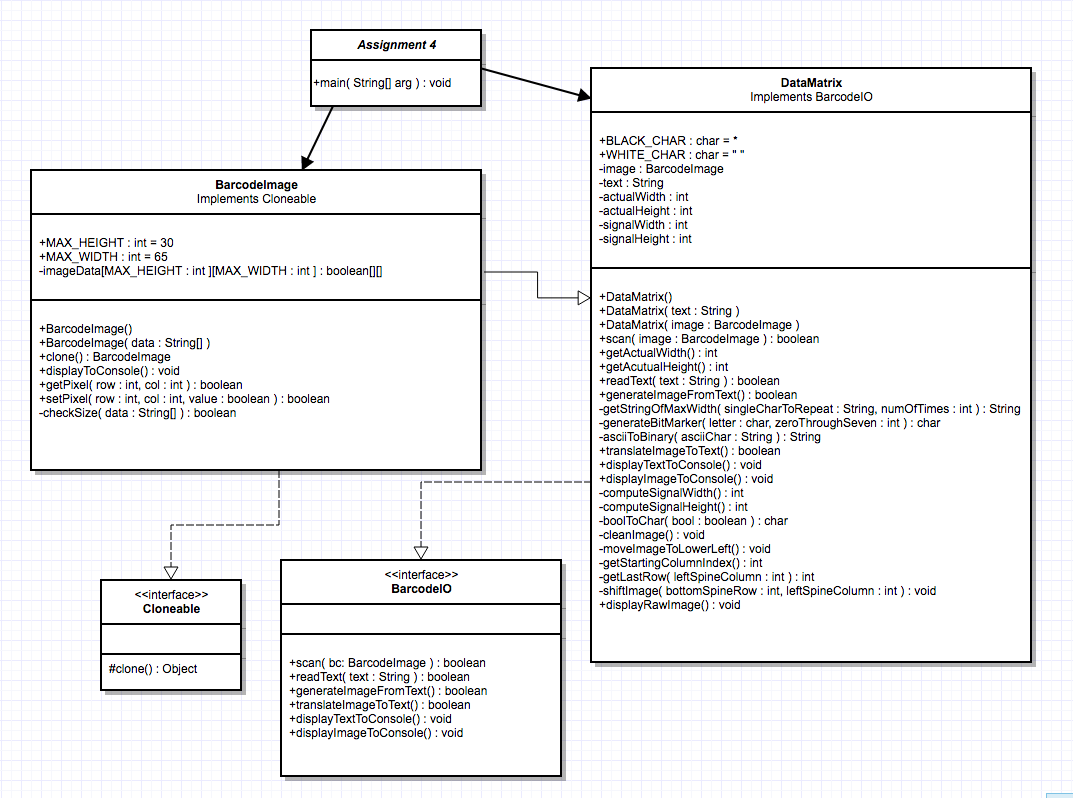 Assignment 4
+main( String[] arg ) : void
DataMatrix
Implements BarcodeIO
+BLACK_CHAR : char = *
+WHITE_CHAR : char = " "
-image : BarcodeImage
-text : String
-actualWidth : int
-actualHeight : int
-signalWidth : int
-signalHeight : int
+DataMatrix()
+DataMatrix( text : String )
+DataMatrix( image : BarcodeImage )
+scan( image : BarcodeImage ) : boolean
+getActualWidth() : int
+getAcutualHeight() : int
+readText( text : String ) : boolean
+generateImageFromText() : boolean
-getStringOfMaxWidth( singleCharToRepeat : String, numOfTimes : int ) : String
-generateBitMarker( letter : char, zeroThroughSeven : int ) : char
-asciiToBinary( asciiChar : String ) : String
+translateImageToText() : boolean
+displayTextToConsole() : void
+displayImageToConsole() : void
-computeSignalWidth() : int
-computeSignalHeight() : int
-boolToChar( bool : boolean ) : char
-cleanImage() : void
-moveImageToLowerLeft() : void
-getStartingColumnIndex() : int
-getLastRow( leftSpineColumn : int ) : int
-shiftImage( bottomSpineRow : int, leftSpineColumn : int ) : void
+displayRawImage() : void
BarcodeImage
Implements Cloneable
+MAX_HEIGHT : int = 30
+MAX_WIDTH : int = 65
-imageData[MAX_HEIGHT : int ][MAX_WIDTH : int ] : boolean[][]
+BarcodeImage()
+BarcodeImage( data : String[] )
+clone() : BarcodeImage
+displayToConsole() : void
+getPixel( row : int, col : int ) : boolean
+setPixel( row : int, col : int, value : boolean ) : boolean
-checkSize( data : String[] ) : boolean
<<interface>>
Cloneable
#clone() : Object
<<interface>>
BarcodeIO
+scan( bc: BarcodeImage ) : boolean
+readText( text : String ) : boolean
+generateImageFromText() : boolean
+translateImageToText() : boolean
+displayTextToConsole() : void
+displayImageToConsole() : void